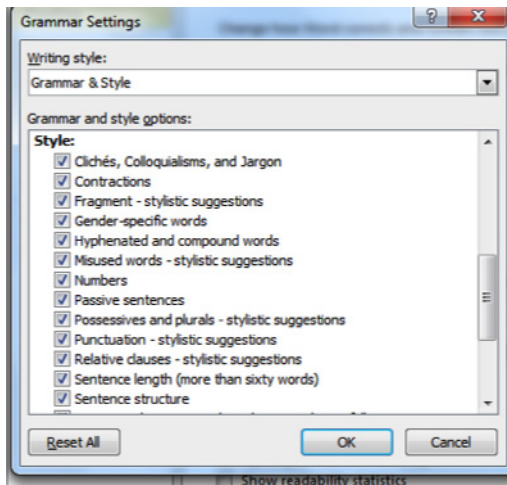 Grammar Settings
Writing style:
Grammar & Style
Grammar and style options:
Style:
Clichés, Colloquialisms, and Jargon
Contractions
Fragment - stylistic suggestions
Gender-specific words
Hyphenated and compound words
Misused words - stylistic suggestions
Numbers
Passive sentences
Possessives and plurals - stylistic suggestions
Punctuation - stylistic suggestions
Relative clauses - stylistic suggestions
Sentence length (more than sixty words)
Sentence structure
Reset All
OK
Cancel
Show readability statistics